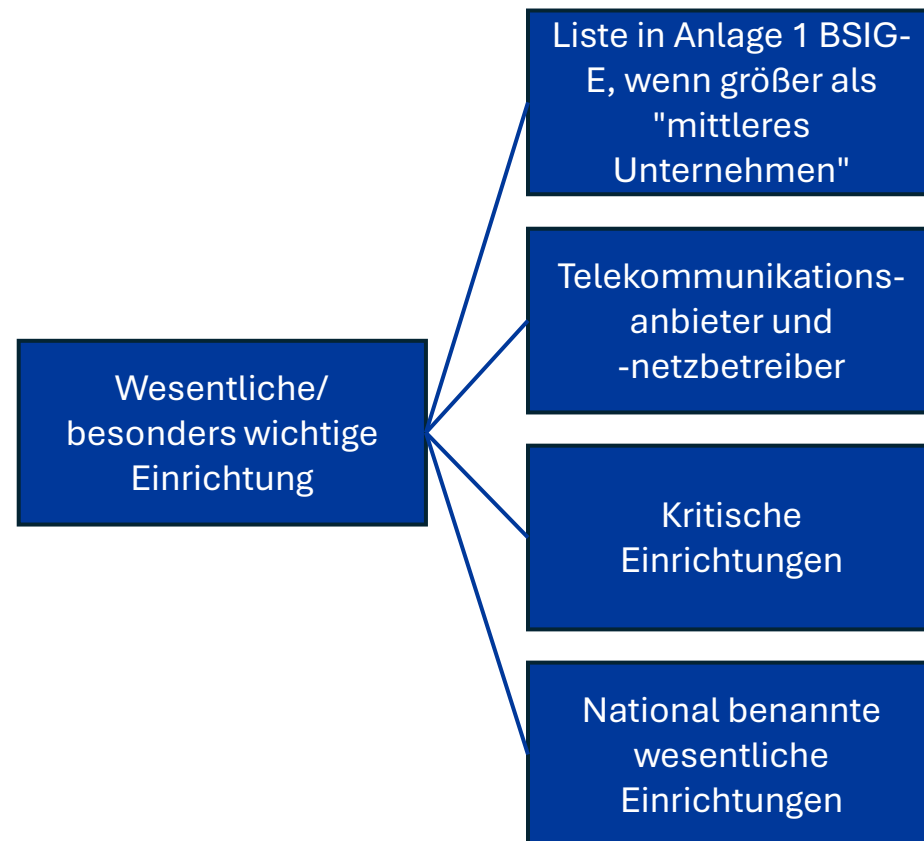 Liste in Anlage 1 BSIG-
E, wenn größer als
"mittleres
Unternehmen"
Telekommunikations-
anbieter und
-netzbetreiber
Wesentliche/
besonders wichtige
Einrichtung
Kritische
Einrichtungen
National benannte
wesentliche
Einrichtungen